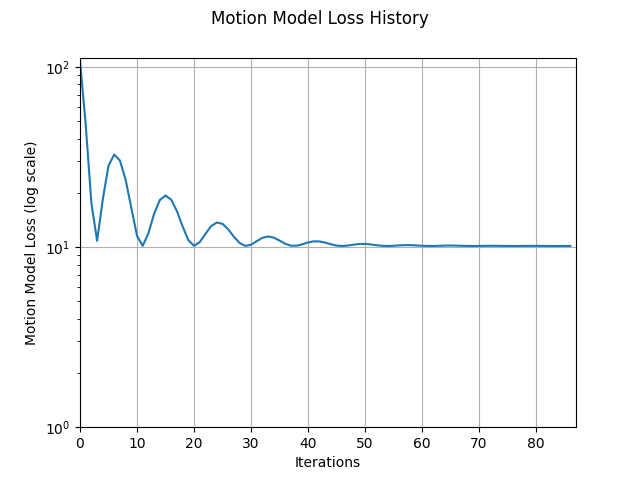 Motion Model Loss History
Motion Model Loss (log scale)
10²
10¹
10⁰
0 10 20 30 40 50 60 70 80
Iterations